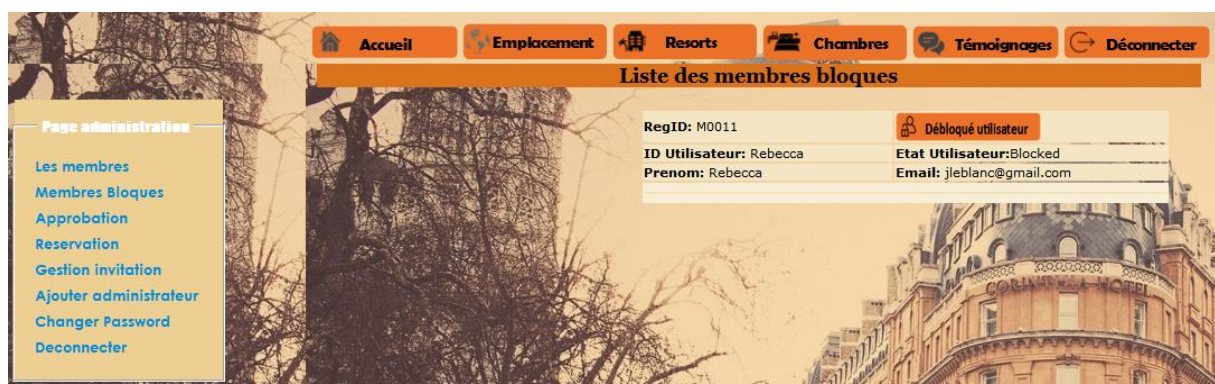 Accueil Emplacement Resorts Chambres Témoignages Déconnecter
Liste des membres bloques
Page administration
Les membres
Membres Bloques
Approbation
Reservation
Gestion invitation
Ajouter administrateur
Changer Password
Deconnecter
RegID: M0011 Débloqué utilisateur
ID Utilisateur: Rebecca Etat Utilisateur:Blocked
Prenom: Rebecca Email: jleblanc@gmail.com
HOTEL